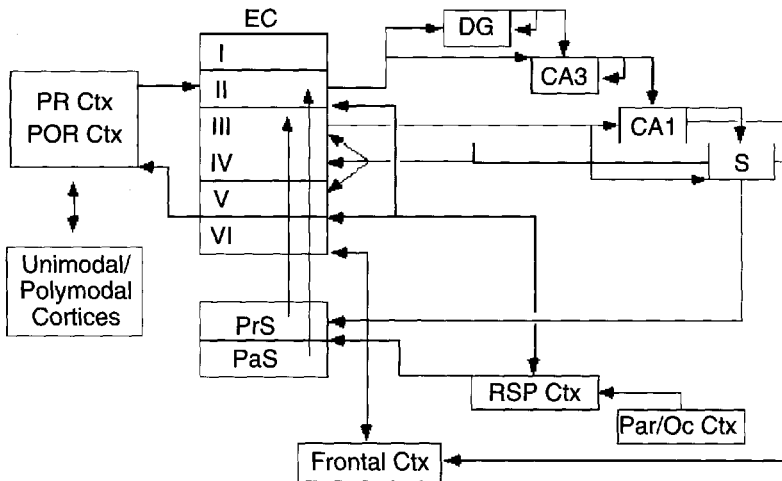 EC
DG
I
CA3
II
PR Ctx
POR Ctx
III
CA1
IV
S
V
VI
Unimodal/
Polymodal
Cortices
PrS
PaS
RSP Ctx
Par/Oc Ctx
Frontal Ctx